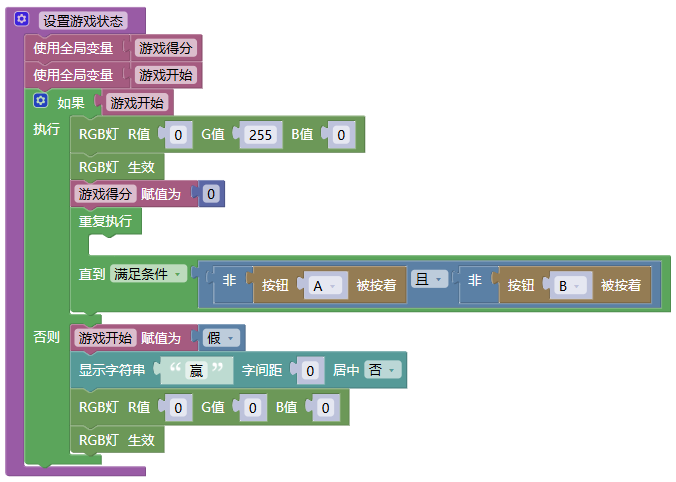 设置游戏状态
使用全局变量 游戏得分
使用全局变量 游戏开始
如果 游戏开始
执行 RGB灯 R值 0 G值 255 B值 0
RGB灯 生效
游戏得分 赋值为 0
重复执行
直到 满足条件 非 按钮 A 被按着 且 非 按钮 B 被按着
否则 游戏开始 赋值为 假
显示字符串 “ 赢 ” 字间距 0 居中 否
RGB灯 R值 0 G值 0 B值 0
RGB灯 生效